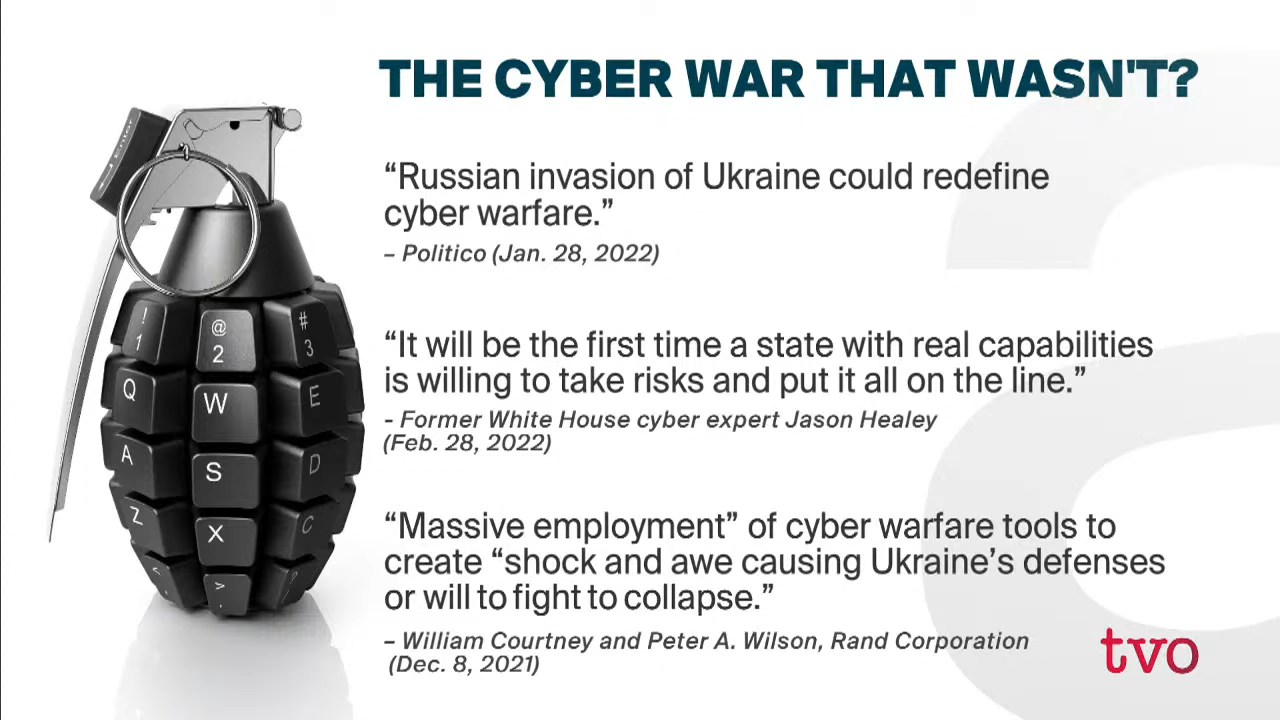 THE CYBER WAR THAT WASN'T?
“Russian invasion of Ukraine could redefine
cyber warfare.”
– Politico (Jan. 28, 2022)
“It will be the first time a state with real capabilities
is willing to take risks and put it all on the line.”
- Former White House cyber expert Jason Healey
(Feb. 28, 2022)
“Massive employment” of cyber warfare tools to
create “shock and awe causing Ukraine’s defenses
or will to fight to collapse.”
– William Courtney and Peter A. Wilson, Rand Corporation
(Dec. 8, 2021)
tvo
Enter
! @ #
1 2 3
Q W E
A S D
Z X C
< > ?